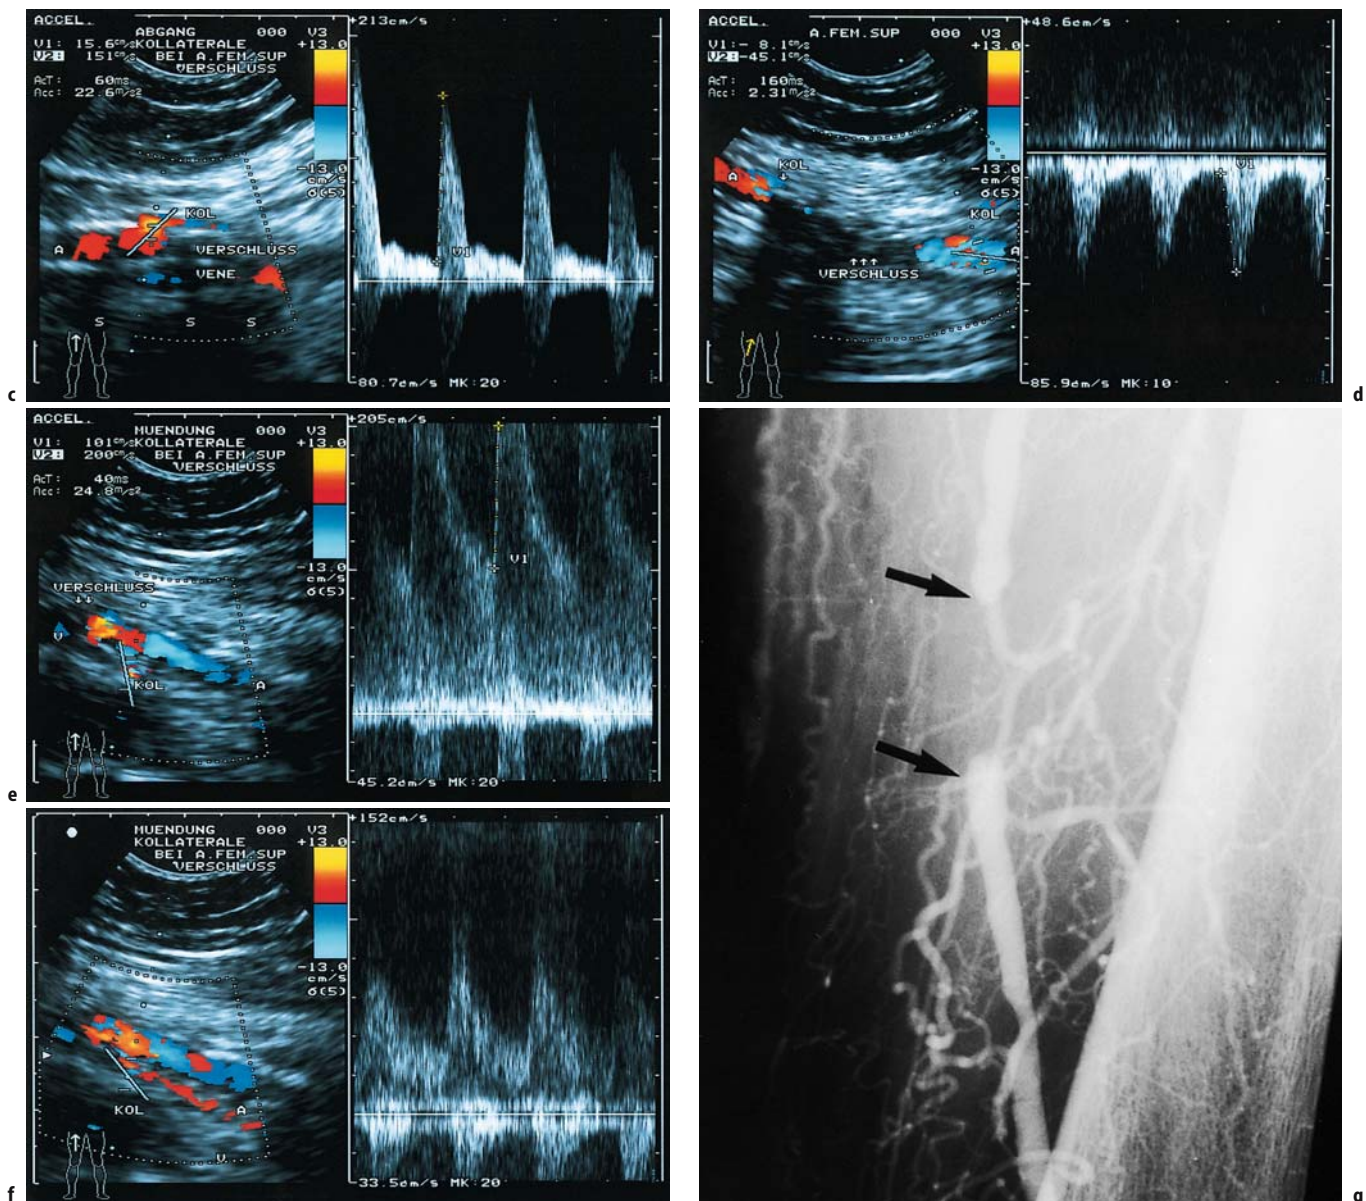 ACCEL.
ABGANG 000 V3
V1: 15.6cm/s KOLLATERALE +13.0
V2: 151cm/s BEI A.FEM/SUP
VERSCHLUSS
AcT: 60ms
Acc: 22.6m/s2
-13.0
cm/s
σ(5)
KOL
A VERSCHLUSS
VENE
S S S
+213cm/s
V1
-80.7cm/s MK:20
c
ACCEL.
A.FEM.SUP 000 V3
V1:- 8.1cm/s +13.0
V2:-45.1cm/s
AcT: 160ms
Acc: 2.31m/s2
-13.0
cm/s
σ(5)
A KOL
KOL
A
VERSCHLUSS
+48.6cm/s
V1
-85.9cm/s MK:10
d
ACCEL.
MUENDUNG 000 V3
V1: 101cm/s KOLLATERALE +13.0
V2: 200cm/s BEI A.FEM/SUP
VERSCHLUSS
AcT: 40ms
Acc: 24.8m/s2
-13.0
cm/s
σ(5)
VERSCHLUSS
V
KOL A
+205cm/s
V1
-45.2cm/s MK:20
e
MUENDUNG 000 V3
KOLLATERALE +13.0
BEI A.FEM/SUP
VERSCHLUSS
-13.0
cm/s
σ(5)
KOL A
V
+152cm/s
-33.5cm/s MK:20
f
g